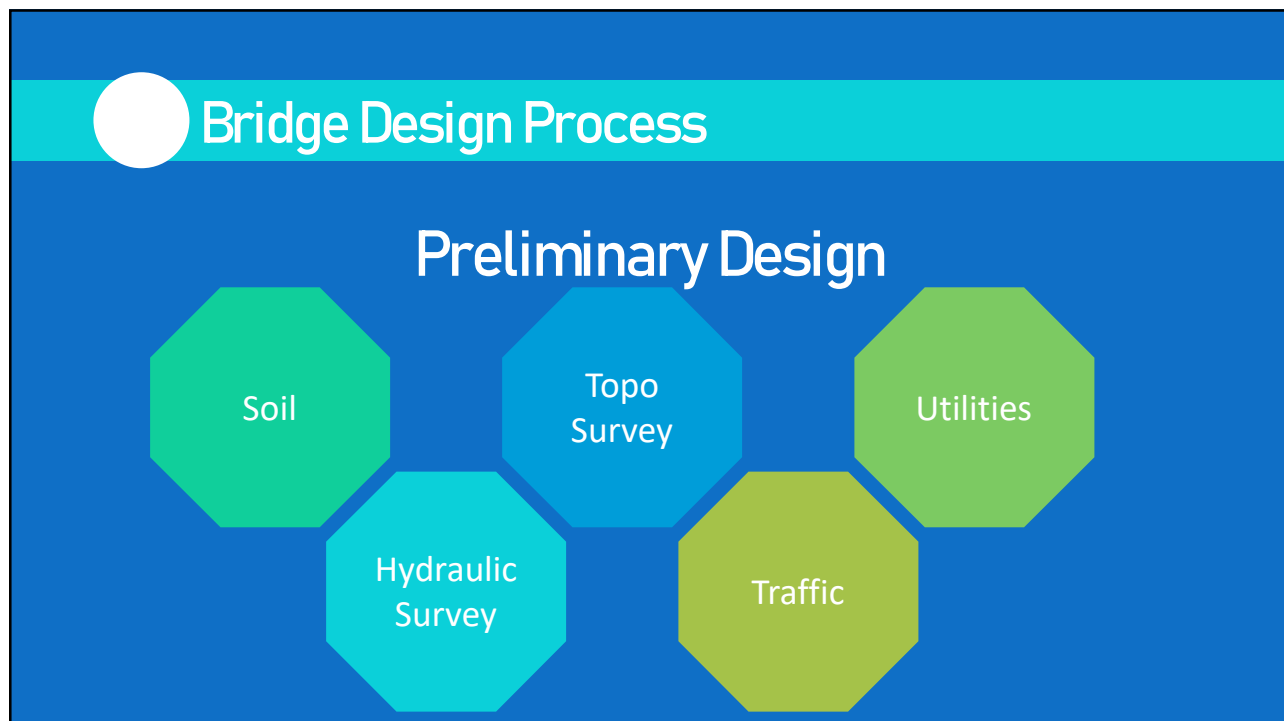 Bridge Design Process
Preliminary Design
Soil
Topo
Survey
Utilities
Hydraulic
Survey
Traffic